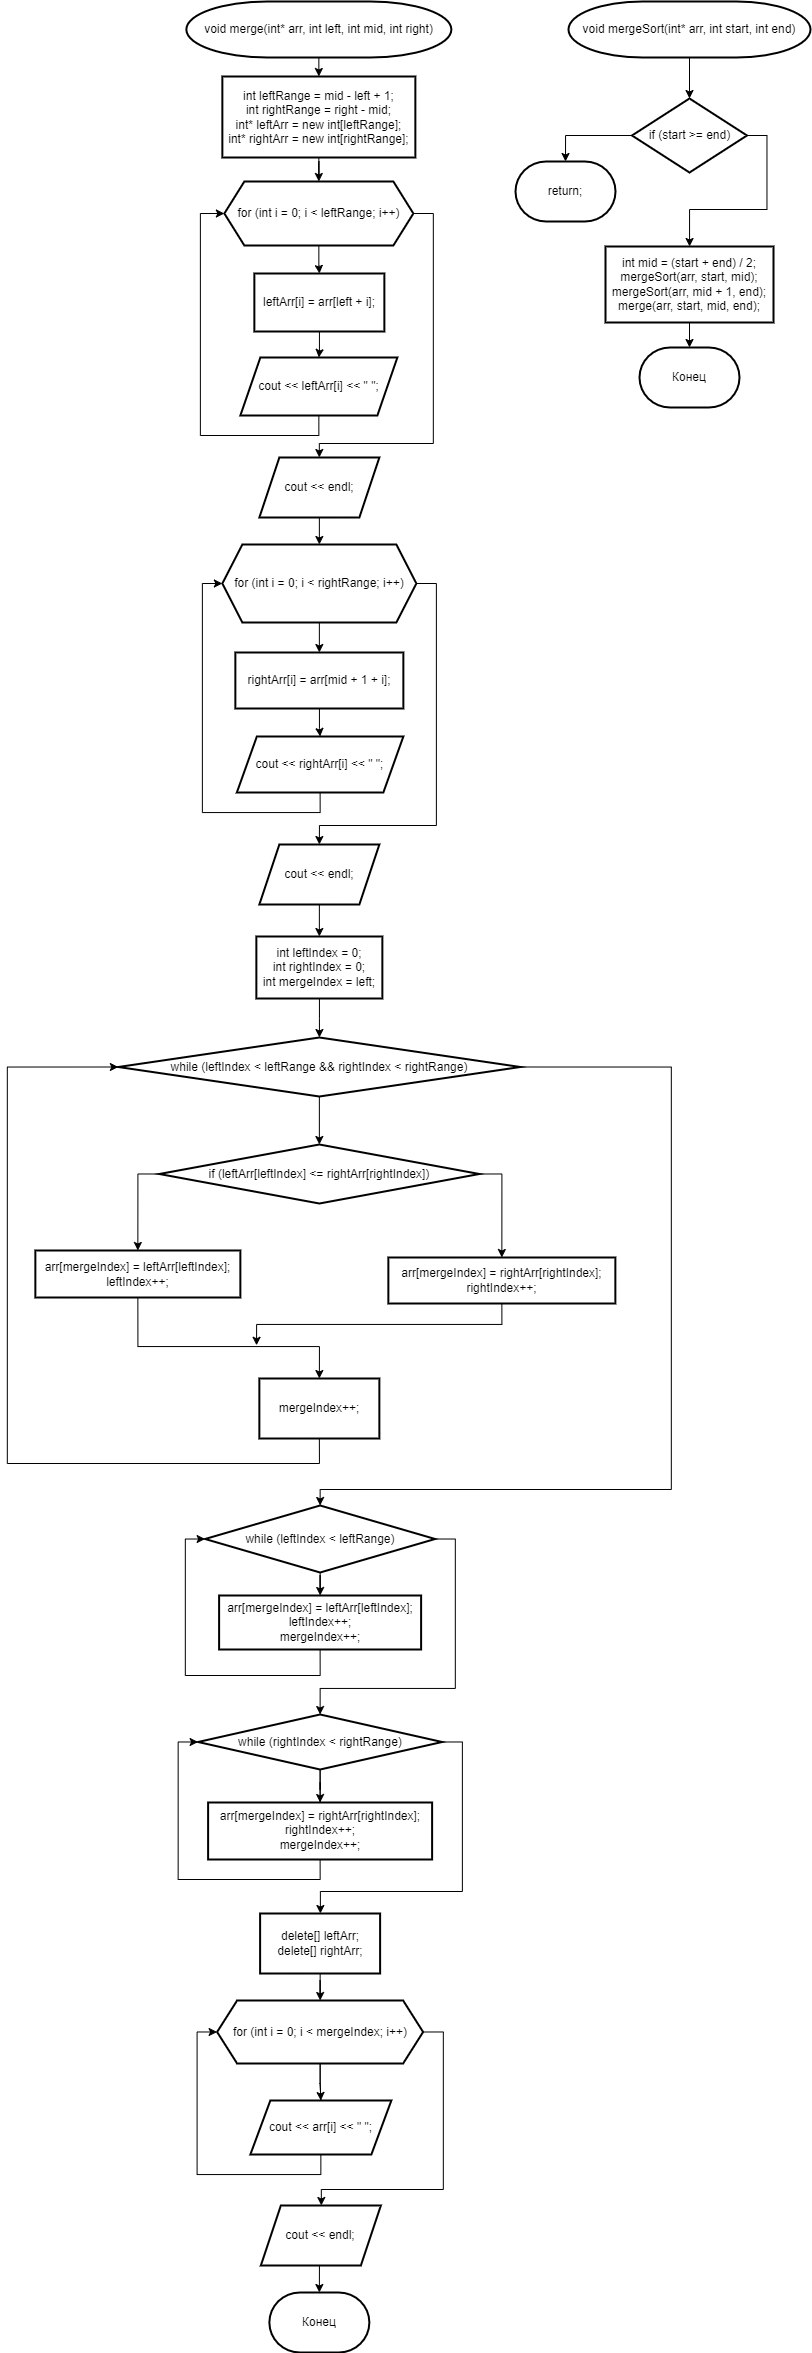 void merge(int* arr, int left, int mid, int right)
int leftRange = mid - left + 1;
int rightRange = right - mid;
int* leftArr = new int[leftRange];
int* rightArr = new int[rightRange];
for (int i = 0; i < leftRange; i++)
leftArr[i] = arr[left + i];
cout << leftArr[i] << " ";
cout << endl;
for (int i = 0; i < rightRange; i++)
rightArr[i] = arr[mid + 1 + i];
cout << rightArr[i] << " ";
cout << endl;
int leftIndex = 0;
int rightIndex = 0;
int mergeIndex = left;
while (leftIndex < leftRange && rightIndex < rightRange)
if (leftArr[leftIndex] <= rightArr[rightIndex])
arr[mergeIndex] = leftArr[leftIndex];
leftIndex++;
arr[mergeIndex] = rightArr[rightIndex];
rightIndex++;
mergeIndex++;
while (leftIndex < leftRange)
arr[mergeIndex] = leftArr[leftIndex];
leftIndex++;
mergeIndex++;
while (rightIndex < rightRange)
arr[mergeIndex] = rightArr[rightIndex];
rightIndex++;
mergeIndex++;
delete[] leftArr;
delete[] rightArr;
for (int i = 0; i < mergeIndex; i++)
cout << arr[i] << " ";
cout << endl;
Конец
void mergeSort(int* arr, int start, int end)
if (start >= end)
return;
int mid = (start + end) / 2;
mergeSort(arr, start, mid);
mergeSort(arr, mid + 1, end);
merge(arr, start, mid, end);
Конец